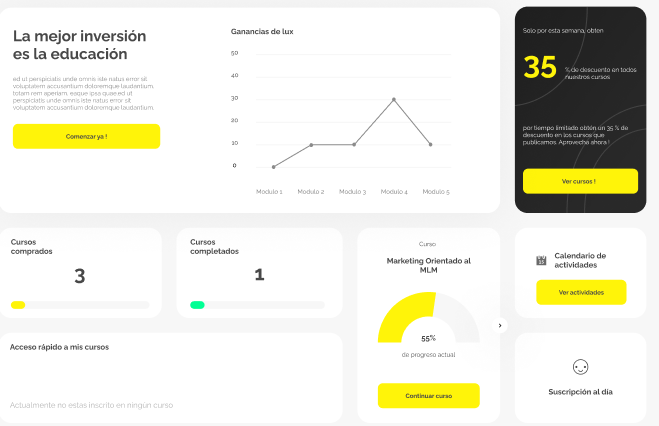 La mejor inversión
es la educación
ed ut perspiciatis unde omnis iste natus error sit
voluptatem accusantium doloremque laudantium,
totam rem aperiam, eaque ipsa quae ed ut
perspiciatis unde omnis iste natus error sit
voluptatem accusantium doloremque laudantium,
Comenzar ya !
Ganancias de lux
50
40
30
20
10
0
Modulo 1 Modulo 2 Modulo 3 Modulo 4 Modulo 5
Solo por esta semana, obten
35
% de descuento en todos
nuestros cursos
por tiempo limitado obtén un 35 % de
descuento en los cursos que
publicamos. Aprovecha ahora !
Ver cursos !
Cursos
comprados
3
Cursos
completados
1
Curso
Marketing Orientado al
MLM
55%
de progreso actual
Continuar curso
Calendario de
actividades
Ver actividades
Acceso rápido a mis cursos
Actualmente no estas inscrito en ningún curso
Suscripción al día